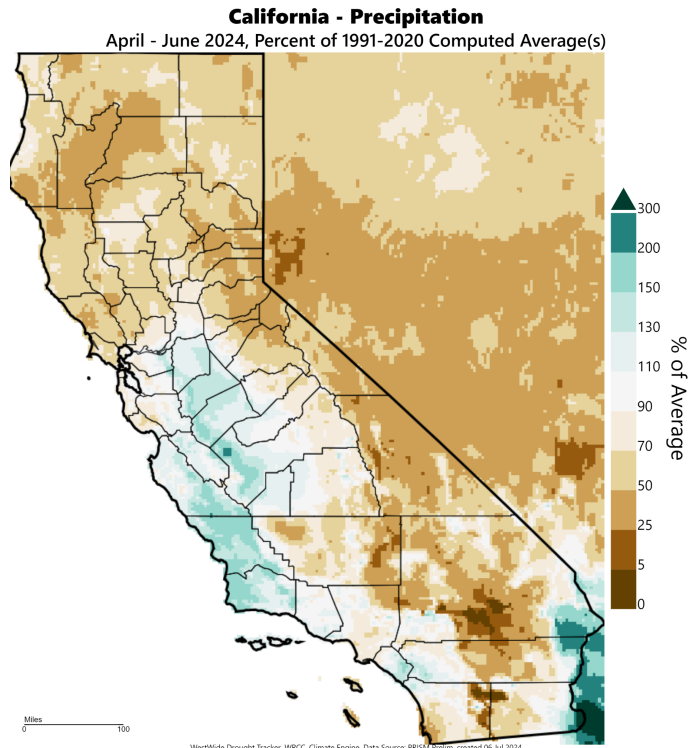 California - Precipitation
April - June 2024, Percent of 1991-2020 Computed Average(s)
300
200
150
130
110
90
70
50
25
5
0
% of Average
Miles
0 100
WestWide Drought Tracker, WRCC, Climate Engine, Data Source: PRISM Prelim, created 06 Jul 2024